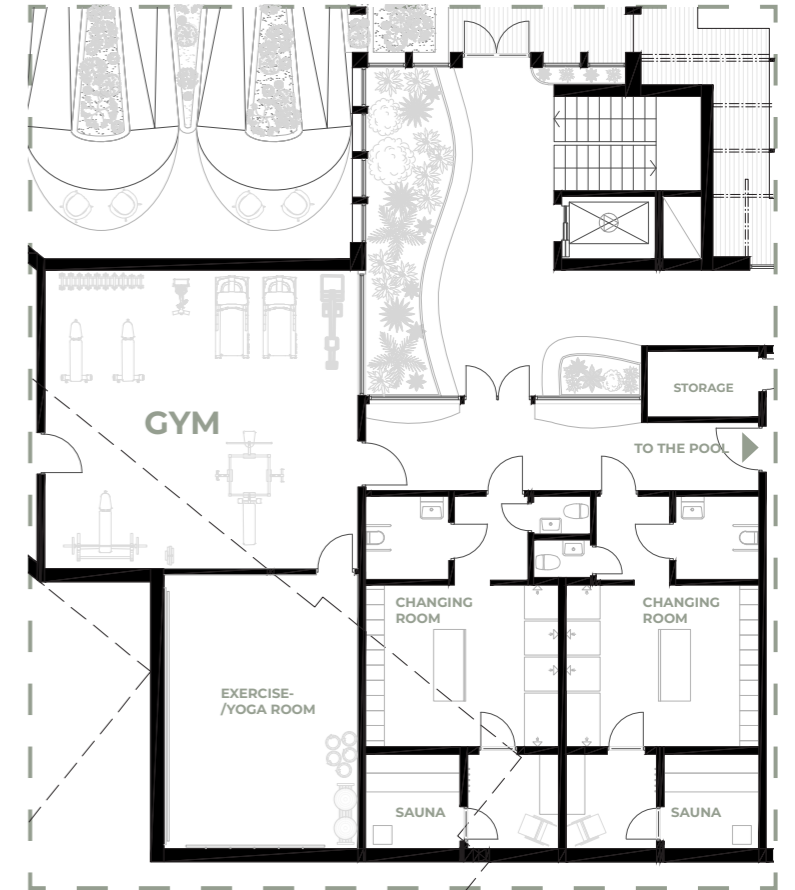 STORAGE
GYM
TO THE POOL
CHANGING
ROOM
CHANGING
ROOM
EXERCISE-
/YOGA ROOM
SAUNA
SAUNA